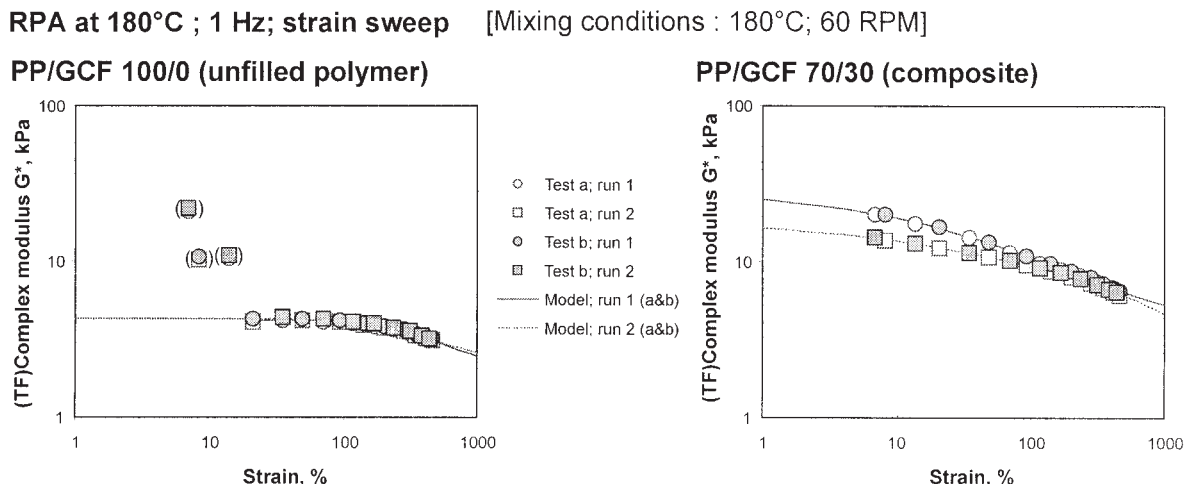 RPA at 180°C ; 1 Hz; strain sweep [Mixing conditions : 180°C; 60 RPM]
PP/GCF 100/0 (unfilled polymer)
(TF)Complex modulus G*, kPa
100
10
1
1
10
100
1000
Strain, %
Test a; run 1
Test a; run 2
Test b; run 1
Test b; run 2
Model; run 1 (a&b)
Model; run 2 (a&b)
PP/GCF 70/30 (composite)
(TF)Complex modulus G*, kPa
100
10
1
1
10
100
1000
Strain, %